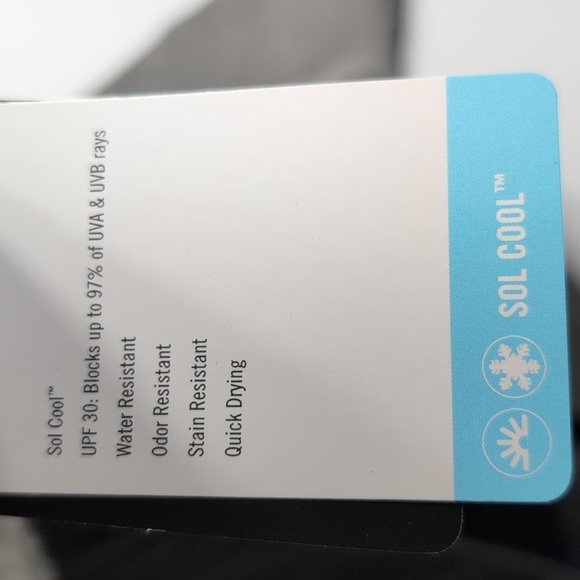 Sol Cool™
UPF 30: Blocks up to 97% of UVA & UVB rays
Water Resistant
Odor Resistant
Stain Resistant
Quick Drying
SOL COOL™